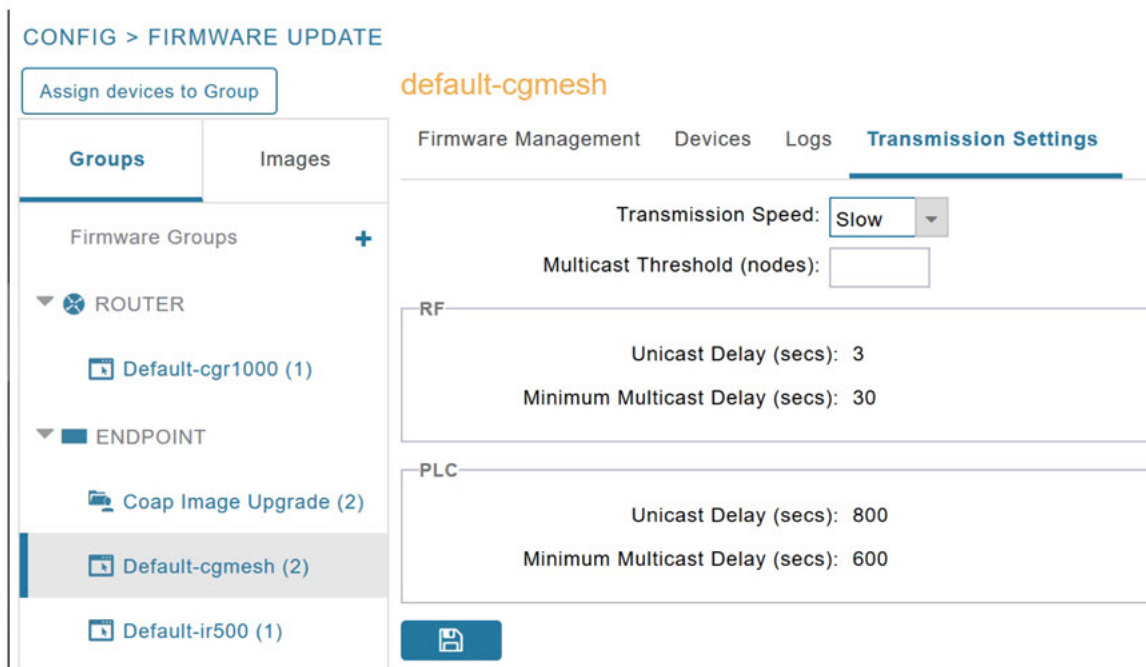 CONFIG > FIRMWARE UPDATE
Assign devices to Group
Groups
Images
Firmware Groups
+
ROUTER
Default-cgr1000 (1)
ENDPOINT
Coap Image Upgrade (2)
Default-cgmesh (2)
Default-ir500 (1)
default-cgmesh
Firmware Management Devices Logs Transmission Settings
Transmission Speed: Slow
Multicast Threshold (nodes):
RF
Unicast Delay (secs): 3
Minimum Multicast Delay (secs): 30
PLC
Unicast Delay (secs): 800
Minimum Multicast Delay (secs): 600